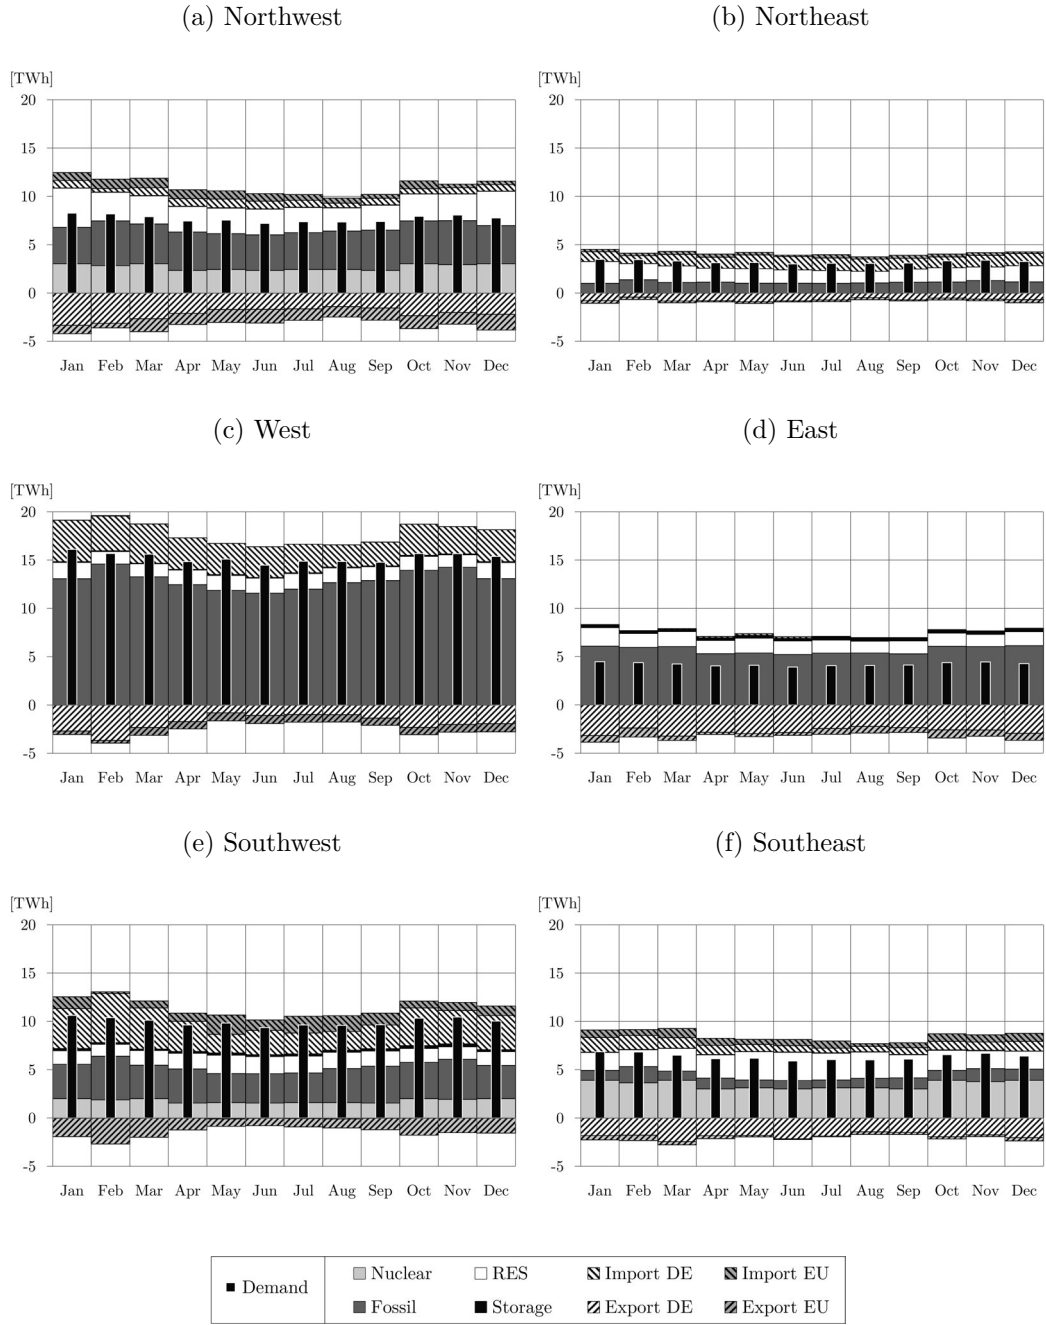 (a) Northwest
(b) Northeast
[TWh]
[TWh]
20
15
10
5
0
-5
Jan Feb Mar Apr May Jun Jul Aug Sep Oct Nov Dec
20
15
10
5
0
-5
Jan Feb Mar Apr May Jun Jul Aug Sep Oct Nov Dec
(c) West
(d) East
[TWh]
[TWh]
20
15
10
5
0
-5
Jan Feb Mar Apr May Jun Jul Aug Sep Oct Nov Dec
20
15
10
5
0
-5
Jan Feb Mar Apr May Jun Jul Aug Sep Oct Nov Dec
(e) Southwest
(f) Southeast
[TWh]
[TWh]
20
15
10
5
0
-5
Jan Feb Mar Apr May Jun Jul Aug Sep Oct Nov Dec
20
15
10
5
0
-5
Jan Feb Mar Apr May Jun Jul Aug Sep Oct Nov Dec
Demand
Nuclear RES Import DE Import EU
Fossil Storage Export DE Export EU